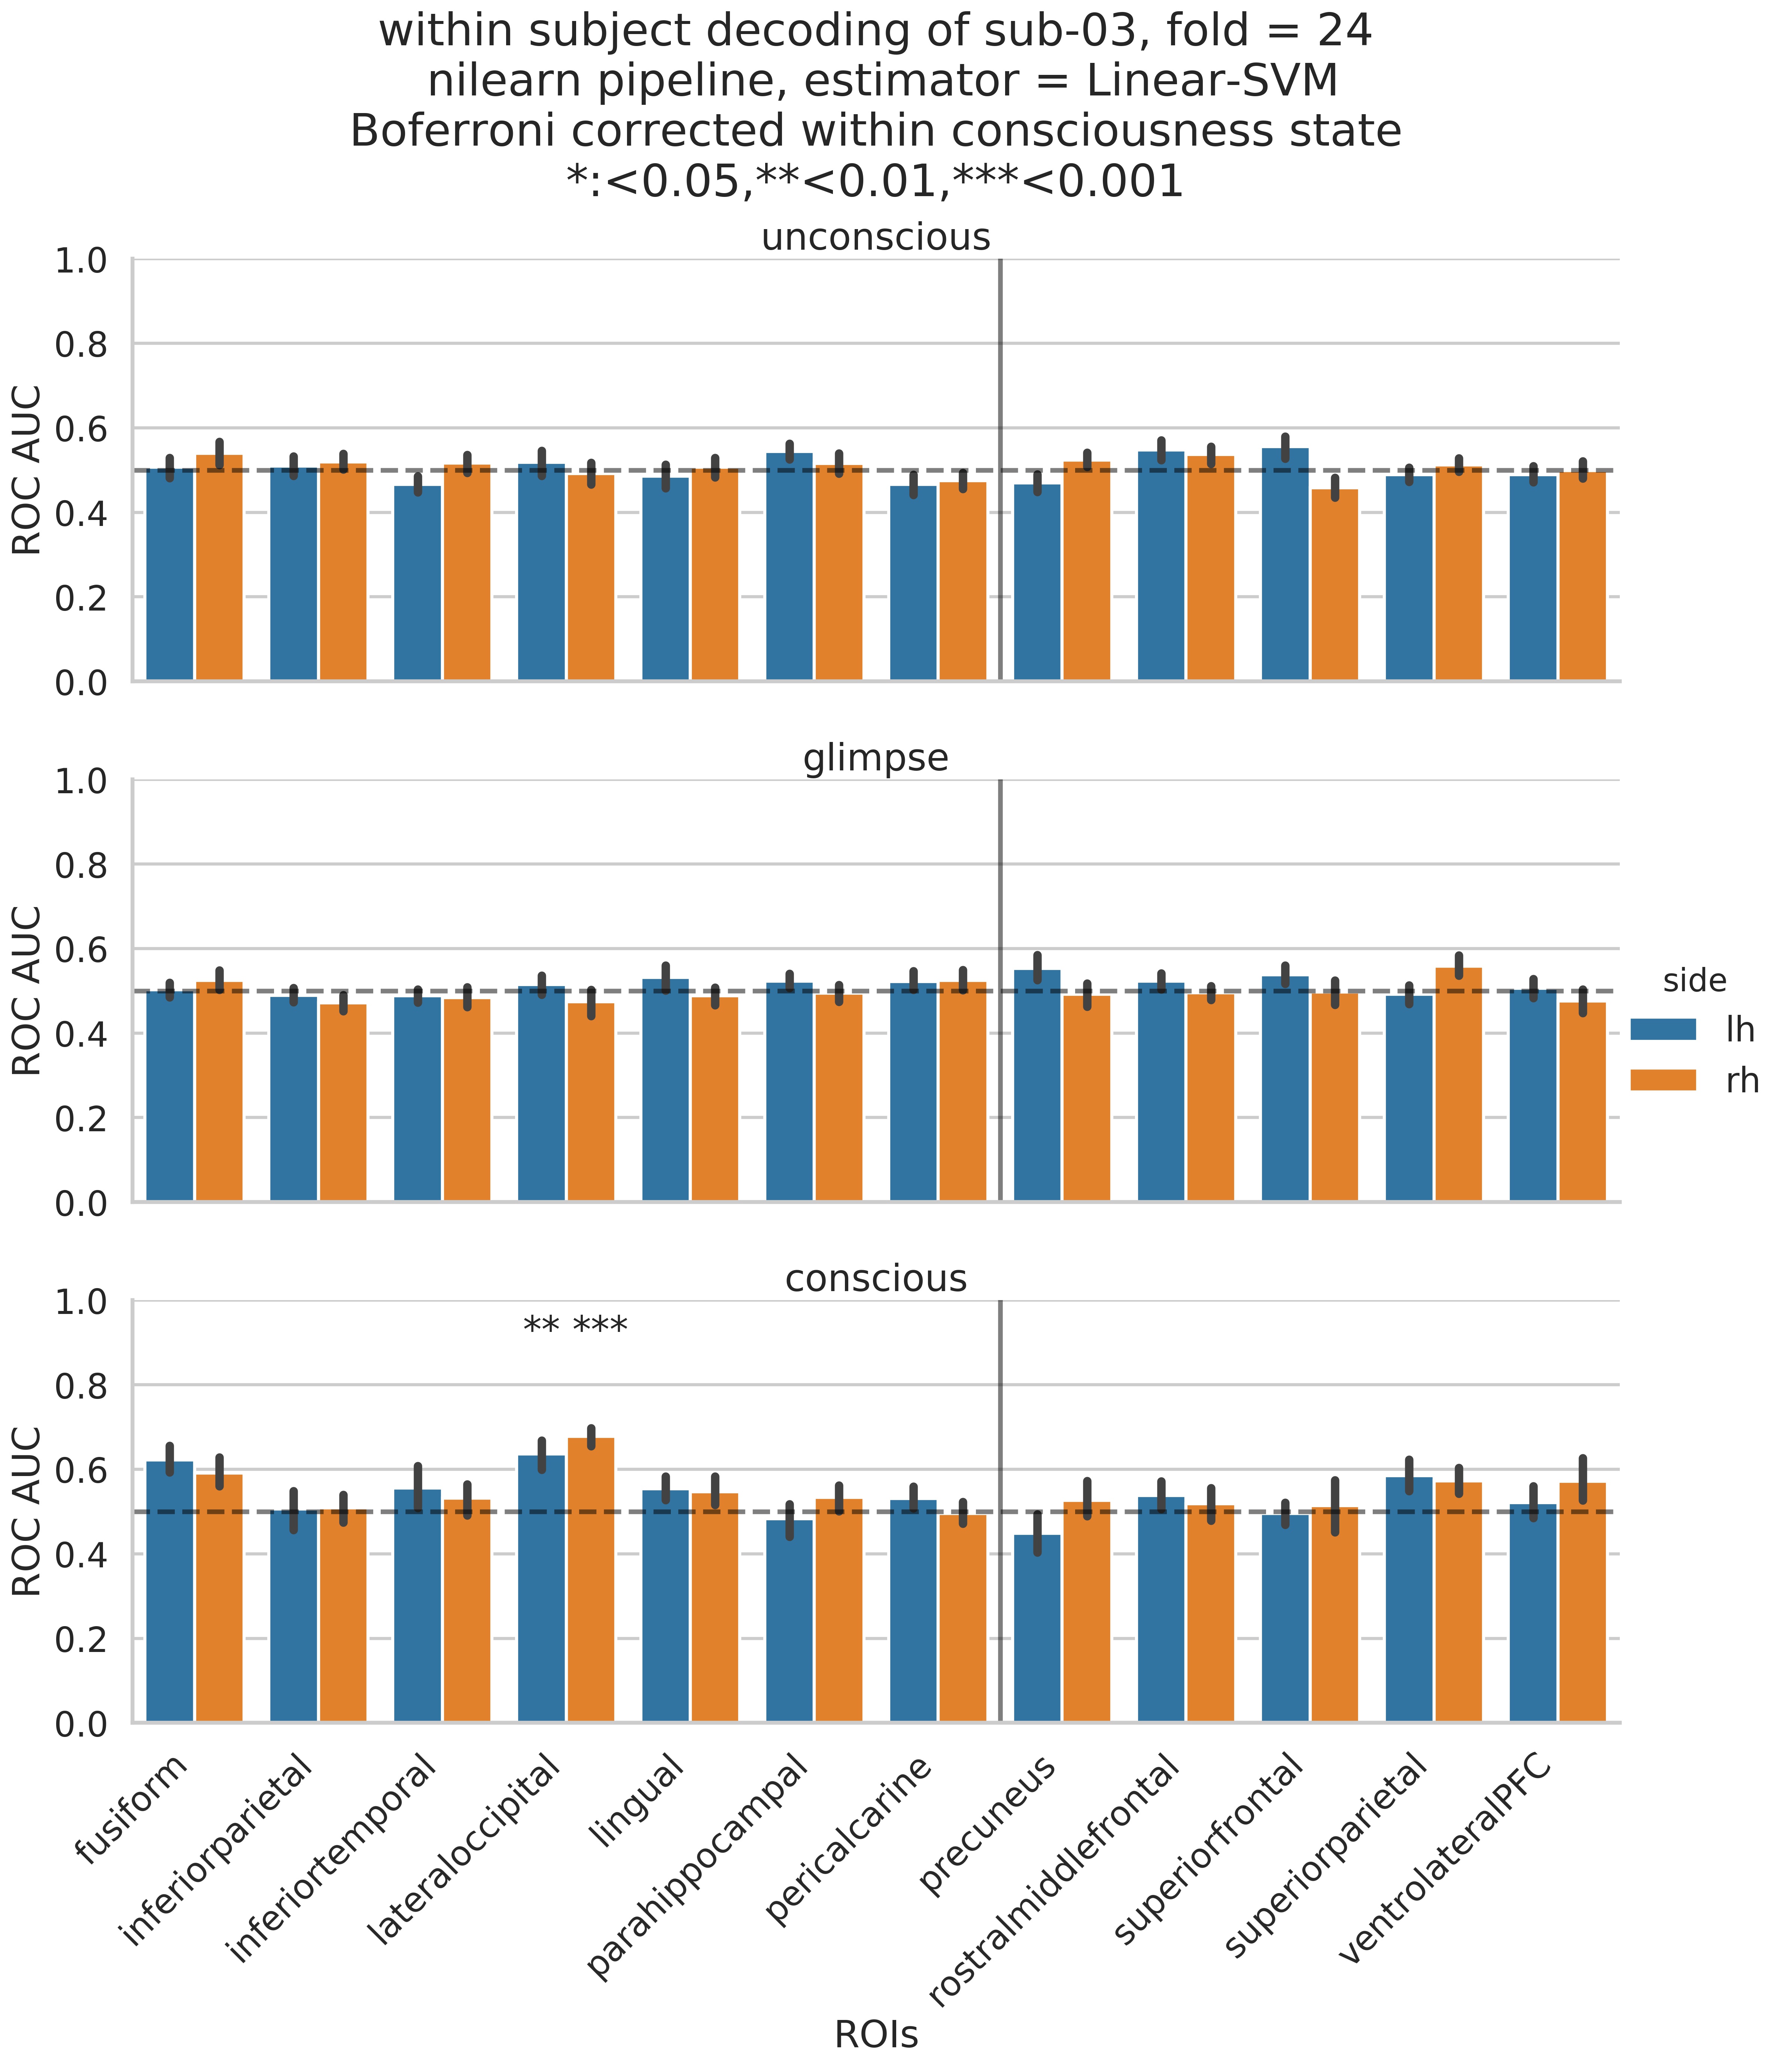 within subject decoding of sub-03, fold = 24
nilearn pipeline, estimator = Linear-SVM
Boferroni corrected within consciousness state
*:<0.05,**<0.01,***<0.001
unconscious
1.0
0.8
0.6
0.4
0.2
0.0
ROC AUC
glimpse
1.0
0.8
0.6
0.4
0.2
0.0
ROC AUC
side
lh
rh
conscious
** ***
1.0
0.8
0.6
0.4
0.2
0.0
ROC AUC
fusiform
inferiorparietal
inferiortemporal
lateraloccipital
lingual
parahippocampal
pericalcarine
precuneus
rostralmiddlefrontal
superiorfrontal
superiorparietal
ventrolateralPFC
ROIs